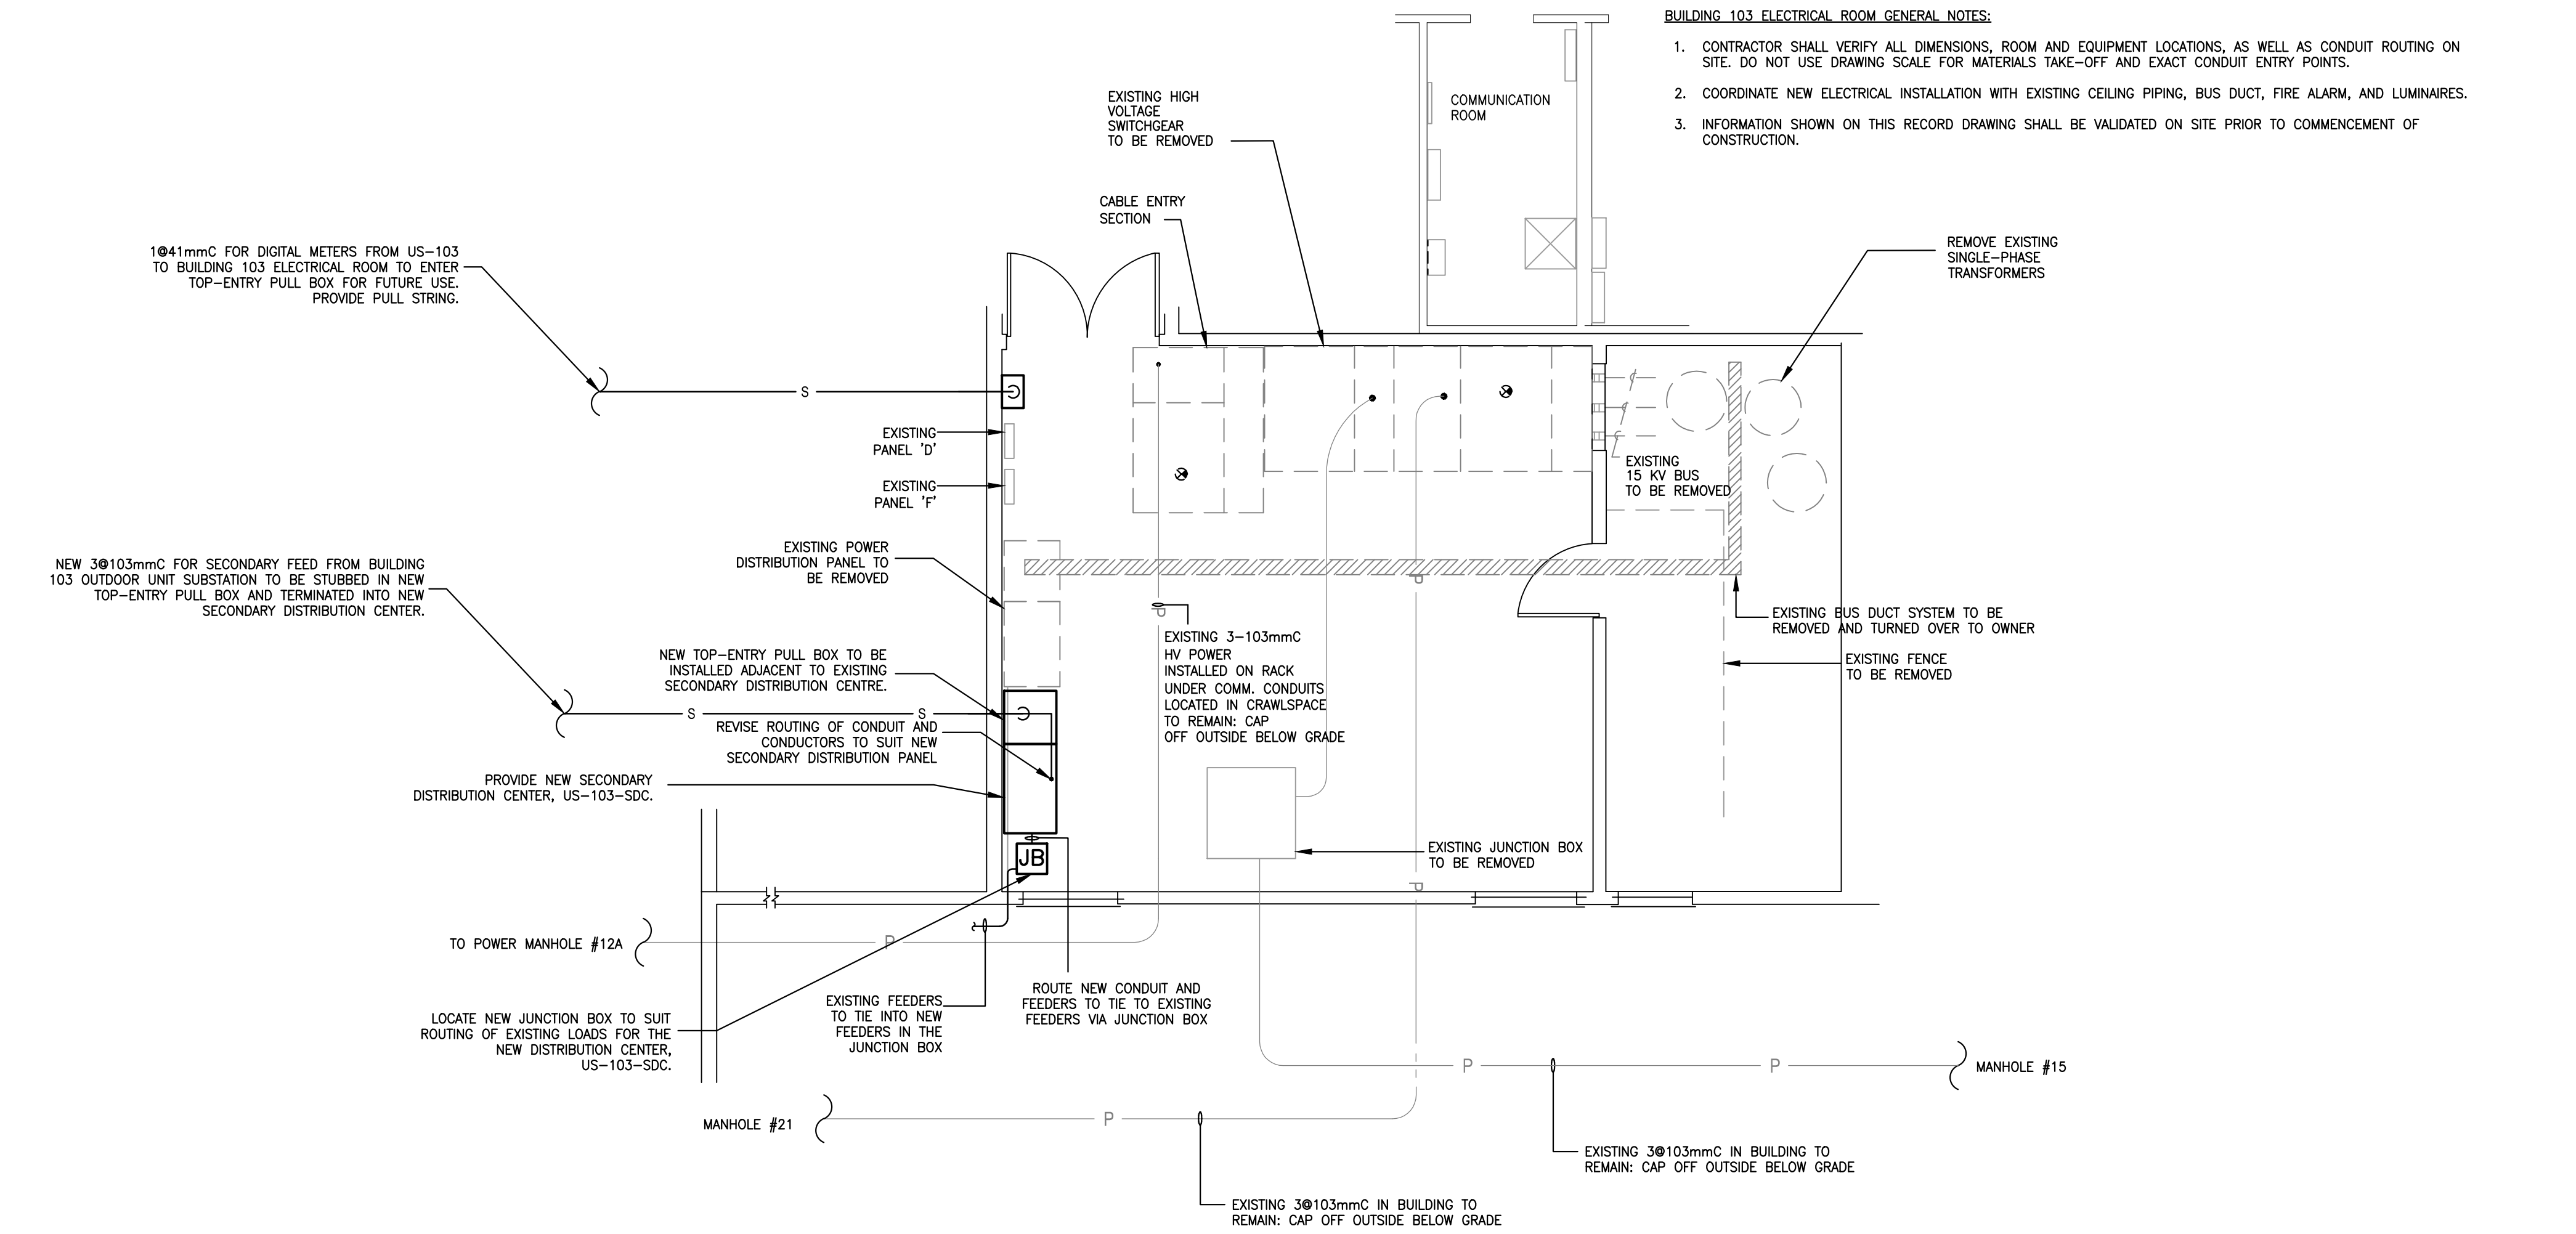 BUILDING 103 ELECTRICAL ROOM GENERAL NOTES:
1. CONTRACTOR SHALL VERIFY ALL DIMENSIONS, ROOM AND EQUIPMENT LOCATIONS, AS WELL AS CONDUIT ROUTING ON
SITE. DO NOT USE DRAWING SCALE FOR MATERIALS TAKE-OFF AND EXACT CONDUIT ENTRY POINTS.
2. COORDINATE NEW ELECTRICAL INSTALLATION WITH EXISTING CEILING PIPING, BUS DUCT, FIRE ALARM, AND LUMINAIRES.
3. INFORMATION SHOWN ON THIS RECORD DRAWING SHALL BE VALIDATED ON SITE PRIOR TO COMMENCEMENT OF
CONSTRUCTION.
EXISTING HIGH
VOLTAGE
SWITCHGEAR
TO BE REMOVED
COMMUNICATION
ROOM
CABLE ENTRY
SECTION
REMOVE EXISTING
SINGLE-PHASE
TRANSFORMERS
1@41mmC FOR DIGITAL METERS FROM US-103
TO BUILDING 103 ELECTRICAL ROOM TO ENTER
TOP-ENTRY PULL BOX FOR FUTURE USE.
PROVIDE PULL STRING.
S
EXISTING
PANEL 'D'
EXISTING
PANEL 'F'
EXISTING
15 KV BUS
TO BE REMOVED
EXISTING POWER
DISTRIBUTION PANEL TO
BE REMOVED
NEW 3@103mmC FOR SECONDARY FEED FROM BUILDING
103 OUTDOOR UNIT SUBSTATION TO BE STUBBED IN NEW
TOP-ENTRY PULL BOX AND TERMINATED INTO NEW
SECONDARY DISTRIBUTION CENTER.
P
P
EXISTING BUS DUCT SYSTEM TO BE
REMOVED AND TURNED OVER TO OWNER
EXISTING 3-103mmC
HV POWER
INSTALLED ON RACK
UNDER COMM. CONDUITS
LOCATED IN CRAWLSPACE
TO REMAIN: CAP
OFF OUTSIDE BELOW GRADE
EXISTING FENCE
TO BE REMOVED
NEW TOP-ENTRY PULL BOX TO BE
INSTALLED ADJACENT TO EXISTING
SECONDARY DISTRIBUTION CENTRE.
S
S
REVISE ROUTING OF CONDUIT AND
CONDUCTORS TO SUIT NEW
SECONDARY DISTRIBUTION PANEL
PROVIDE NEW SECONDARY
DISTRIBUTION CENTER, US-103-SDC.
JB
EXISTING JUNCTION BOX
TO BE REMOVED
P
TO POWER MANHOLE #12A
P
LOCATE NEW JUNCTION BOX TO SUIT
ROUTING OF EXISTING LOADS FOR THE
NEW DISTRIBUTION CENTER,
US-103-SDC.
EXISTING FEEDERS
TO TIE INTO NEW
FEEDERS IN THE
JUNCTION BOX
ROUTE NEW CONDUIT AND
FEEDERS TO TIE TO EXISTING
FEEDERS VIA JUNCTION BOX
P
P
MANHOLE #15
MANHOLE #21
P
EXISTING 3@103mmC IN BUILDING TO
REMAIN: CAP OFF OUTSIDE BELOW GRADE
EXISTING 3@103mmC IN BUILDING TO
REMAIN: CAP OFF OUTSIDE BELOW GRADE